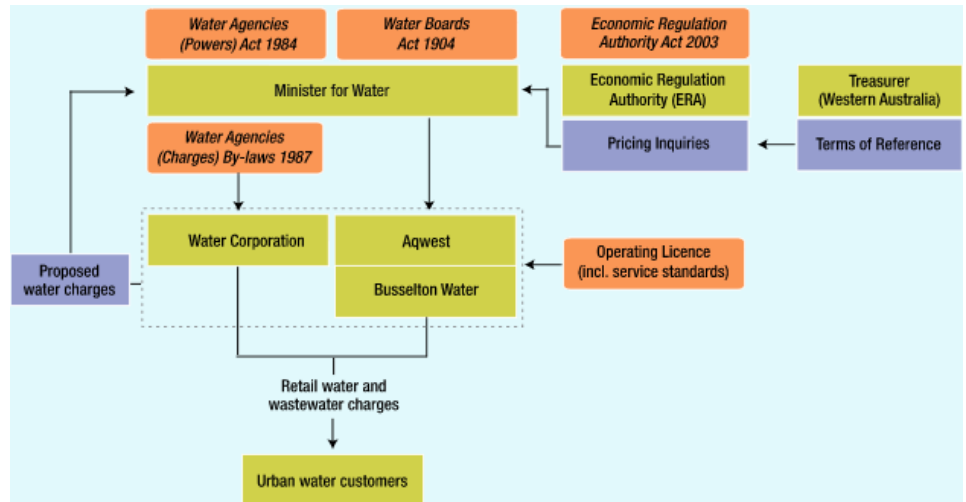 Water Agencies
(Powers) Act 1984
Water Boards
Act 1904
Economic Regulation
Authority Act 2003
Minister for Water
Economic Regulation
Authority (ERA)
Treasurer
(Western Australia)
Pricing Inquiries
Terms of Reference
Water Agencies
(Charges) By-laws 1987
Water Corporation
Aqwest
Busselton Water
Operating Licence
(incl. service standards)
Proposed
water charges
Retail water and
wastewater charges
Urban water customers